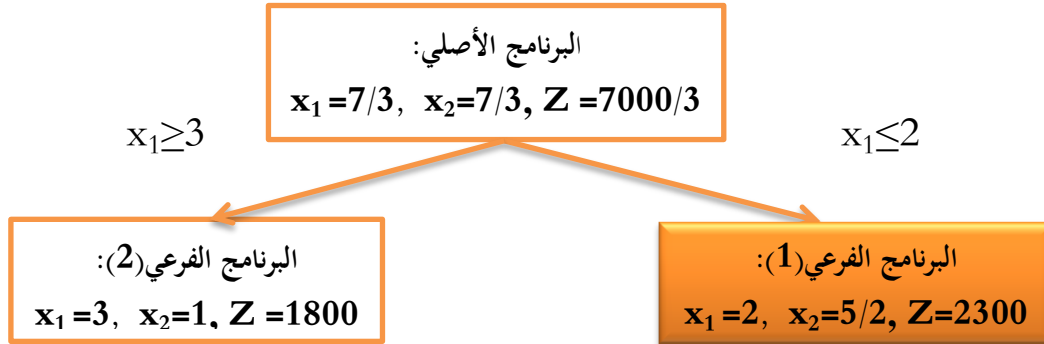 البرنامج الأصلي:
x₁ =7/3, x₂=7/3, Z =7000/3
x₁≤2
x₁≥3
البرنامج الفرعي(1):
x₁ =2, x₂=5/2, Z=2300
البرنامج الفرعي(2):
x₁ =3, x₂=1, Z =1800